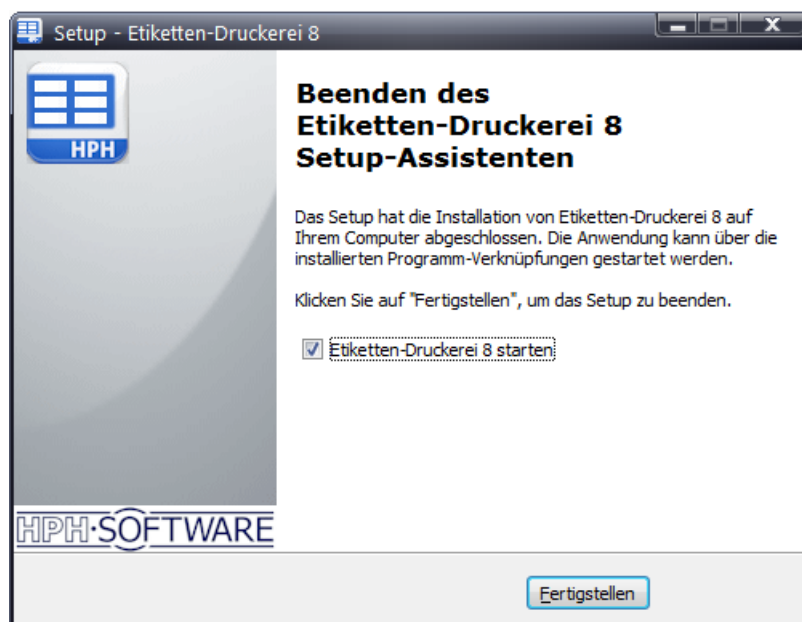 Setup - Etiketten-Druckerei 8
HPH
Beenden des
Etiketten-Druckerei 8
Setup-Assistenten
Das Setup hat die Installation von Etiketten-Druckerei 8 auf
Ihrem Computer abgeschlossen. Die Anwendung kann über die
installierten Programm-Verknüpfungen gestartet werden.
Klicken Sie auf "Fertigstellen", um das Setup zu beenden.
Etiketten-Druckerei 8 starten
HPH·SOFTWARE
Fertigstellen